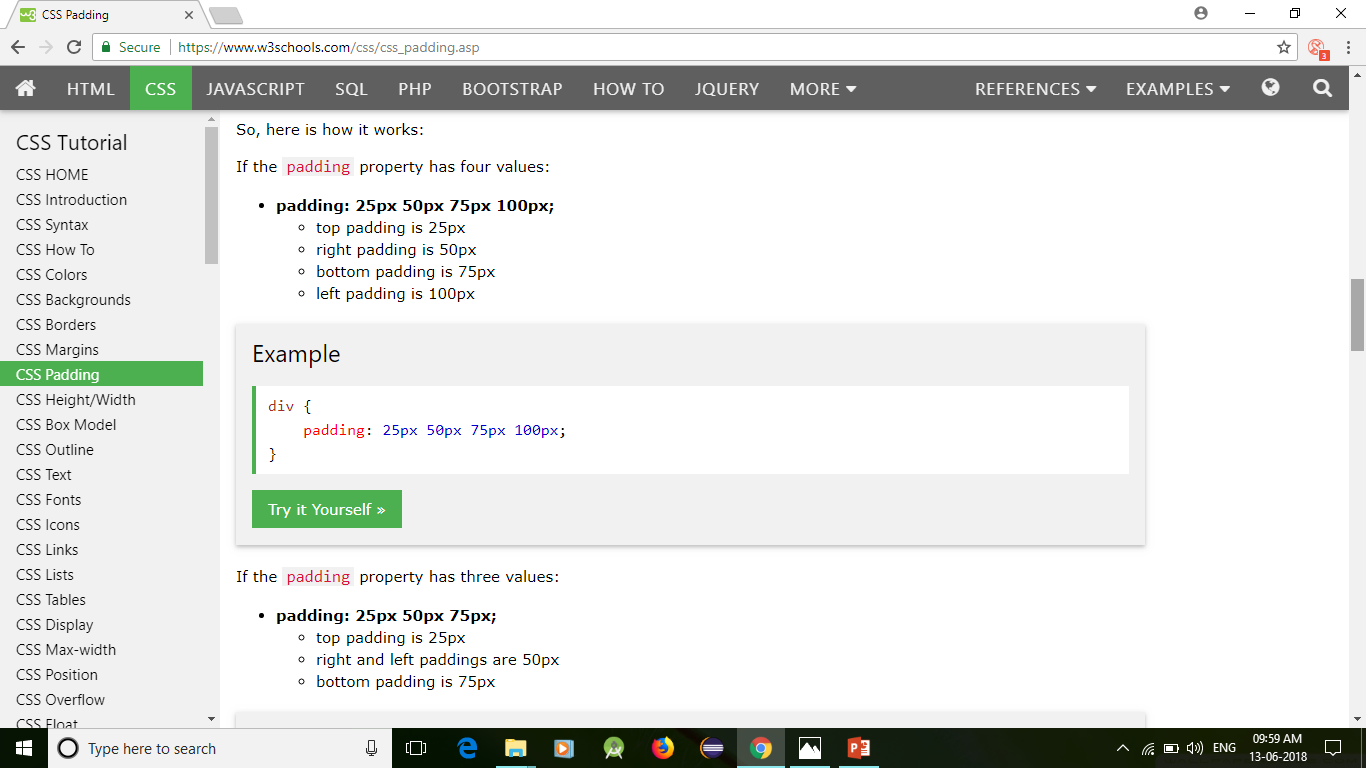 CSS Padding
Secure https://www.w3schools.com/css/css_padding.asp
3
HTML CSS JAVASCRIPT SQL PHP BOOTSTRAP HOW TO JQUERY MORE REFERENCES EXAMPLES
CSS Tutorial
CSS HOME
CSS Introduction
CSS Syntax
CSS How To
CSS Colors
CSS Backgrounds
CSS Borders
CSS Margins
CSS Padding
CSS Height/Width
CSS Box Model
CSS Outline
CSS Text
CSS Fonts
CSS Icons
CSS Links
CSS Lists
CSS Tables
CSS Display
CSS Max-width
CSS Position
CSS Overflow
CSS Float
So, here is how it works:
If the padding property has four values:
• padding: 25px 50px 75px 100px;
◦ top padding is 25px
◦ right padding is 50px
◦ bottom padding is 75px
◦ left padding is 100px
Example
div {
    padding: 25px 50px 75px 100px;
}
Try it Yourself »
If the padding property has three values:
• padding: 25px 50px 75px;
◦ top padding is 25px
◦ right and left paddings are 50px
◦ bottom padding is 75px
Type here to search
ENG
09:59 AM
13-06-2018